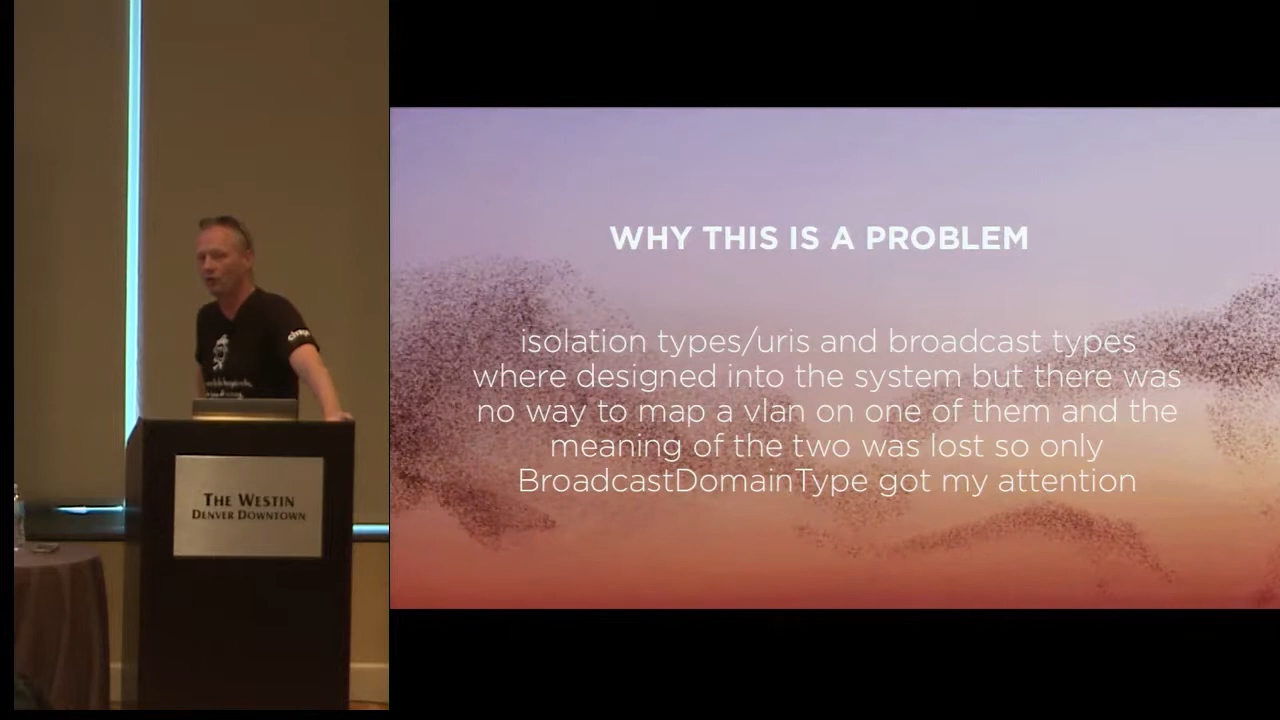 WHY THIS IS A PROBLEM
isolation types/uris and broadcast types
where designed into the system but there was
no way to map a vlan on one of them and the
meaning of the two was lost so only
BroadcastDomainType got my attention
THE WESTIN
DENVER DOWNTOWN